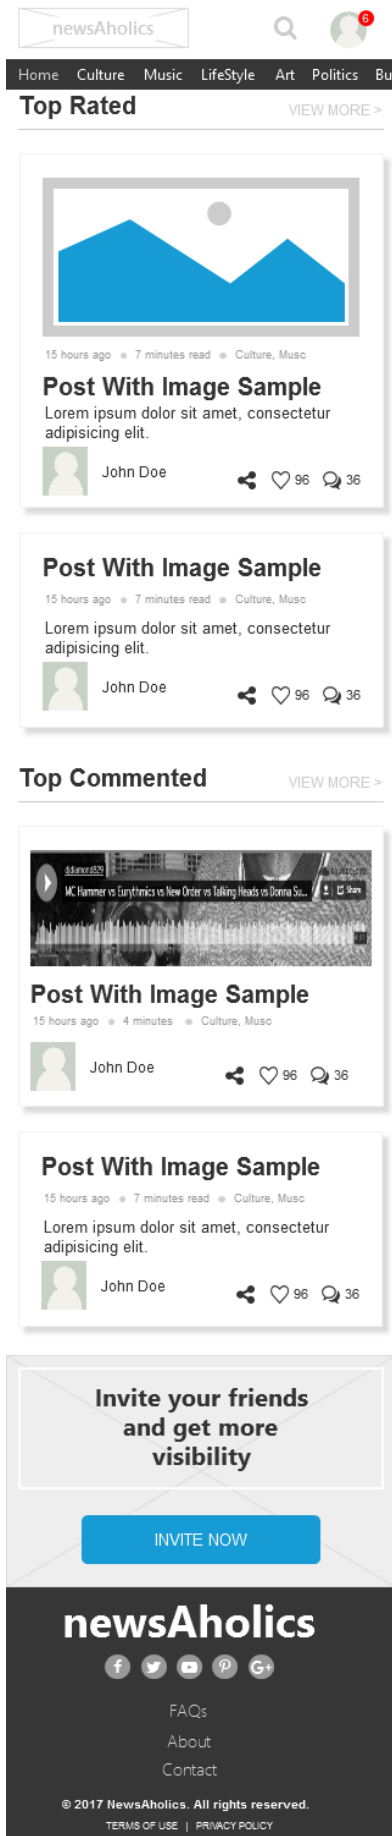 newsAholics
6
Home Culture Music LifeStyle Art Politics Bu
Top Rated VIEW MORE >
15 hours ago 7 minutes read Culture, Musc
Post With Image Sample
Lorem ipsum dolor sit amet, consectetur
adipisicing elit.
John Doe 96 36
Post With Image Sample
15 hours ago 7 minutes read Culture, Musc
Lorem ipsum dolor sit amet, consectetur
adipisicing elit.
John Doe 96 36
Top Commented VIEW MORE >
djdiamond829
MC Hammer vs Eurythmics vs New Order vs Talking Heads vs Donna Su... Share
Post With Image Sample
15 hours ago 4 minutes Culture, Musc
John Doe 96 36
Post With Image Sample
15 hours ago 7 minutes read Culture, Musc
Lorem ipsum dolor sit amet, consectetur
adipisicing elit.
John Doe 96 36
Invite your friends
and get more
visibility
INVITE NOW
newsAholics
FAQs
About
Contact
© 2017 NewsAholics. All rights reserved.
TERMS OF USE | PRIVACY POLICY